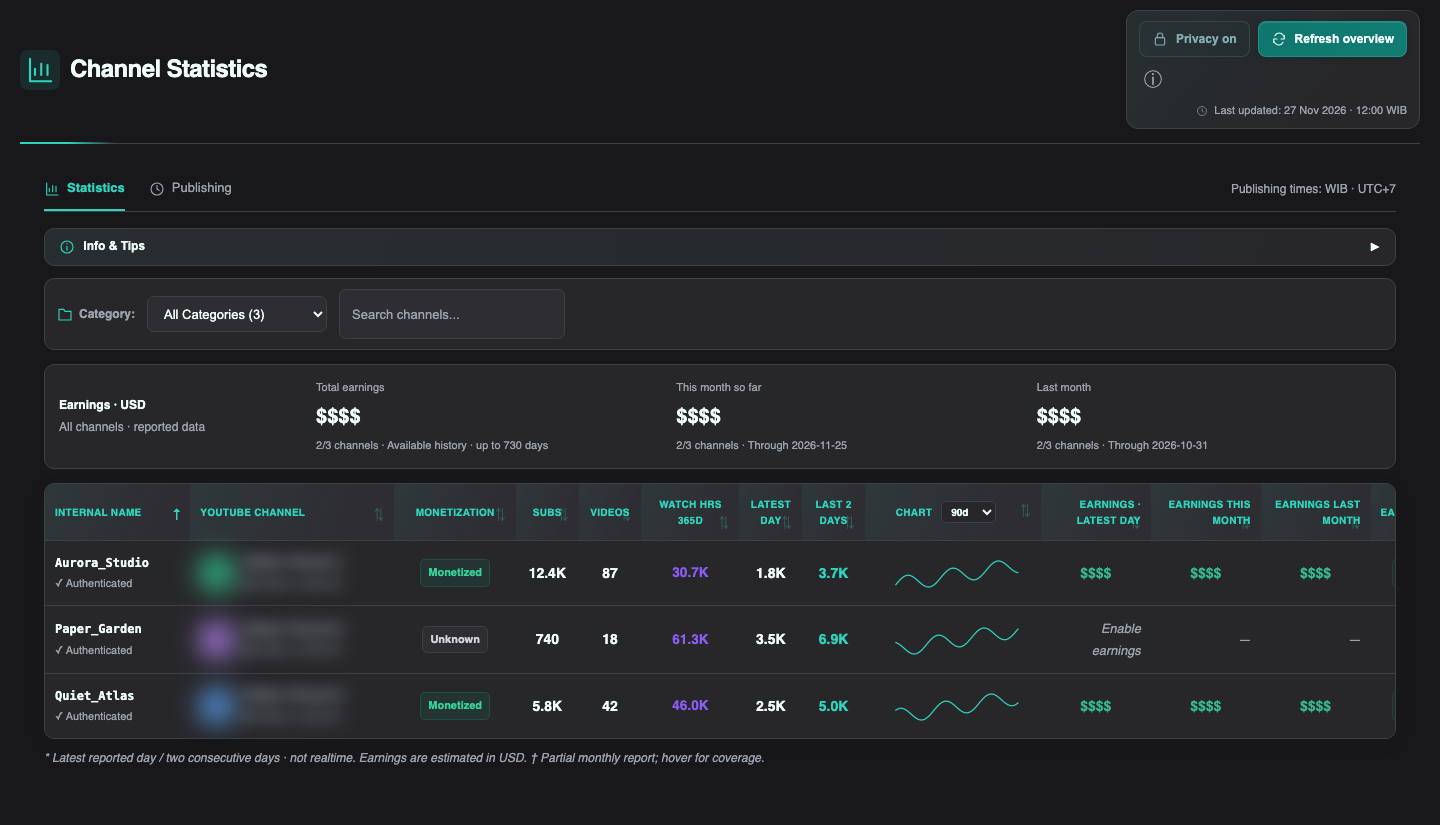 Privacy on
Refresh overview
Channel Statistics
Last updated: 27 Nov 2026 · 12:00 WIB
Statistics
Publishing
Publishing times: WIB · UTC+7
Info & Tips
Category:
All Categories (3)
Search channels...
Earnings · USD
All channels · reported data
Total earnings
$$$$
2/3 channels · Available history · up to 730 days
This month so far
$$$$
2/3 channels · Through 2026-11-25
Last month
$$$$
2/3 channels · Through 2026-10-31
INTERNAL NAME ↑
YOUTUBE CHANNEL
MONETIZATION
SUBS
VIDEOS
WATCH HRS
365D
LATEST
DAY
LAST 2
DAYS
CHART
90d
EARNINGS ·
LATEST DAY
EARNINGS THIS
MONTH
EARNINGS LAST
MONTH
EA
Aurora_Studio
✓ Authenticated
Monetized
12.4K
87
30.7K
1.8K
3.7K
$$$$
$$$$
$$$$
Paper_Garden
✓ Authenticated
Unknown
740
18
61.3K
3.5K
6.9K
Enable
earnings
—
—
Quiet_Atlas
✓ Authenticated
Monetized
5.8K
42
46.0K
2.5K
5.0K
$$$$
$$$$
$$$$
* Latest reported day / two consecutive days · not realtime. Earnings are estimated in USD. † Partial monthly report; hover for coverage.